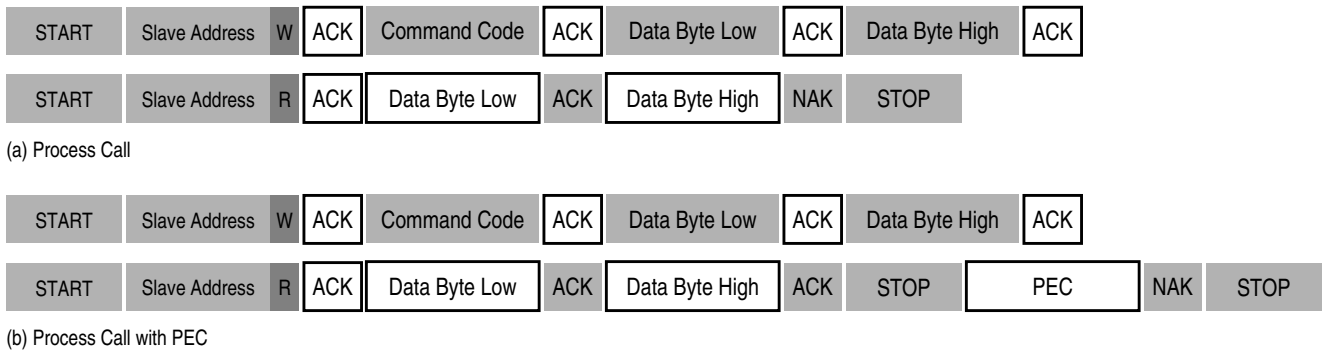 START Slave Address W ACK Command Code ACK Data Byte Low ACK Data Byte High ACK
START Slave Address R ACK Data Byte Low ACK Data Byte High NAK STOP
(a) Process Call
START Slave Address W ACK Command Code ACK Data Byte Low ACK Data Byte High ACK
START Slave Address R ACK Data Byte Low ACK Data Byte High ACK STOP PEC NAK STOP
(b) Process Call with PEC